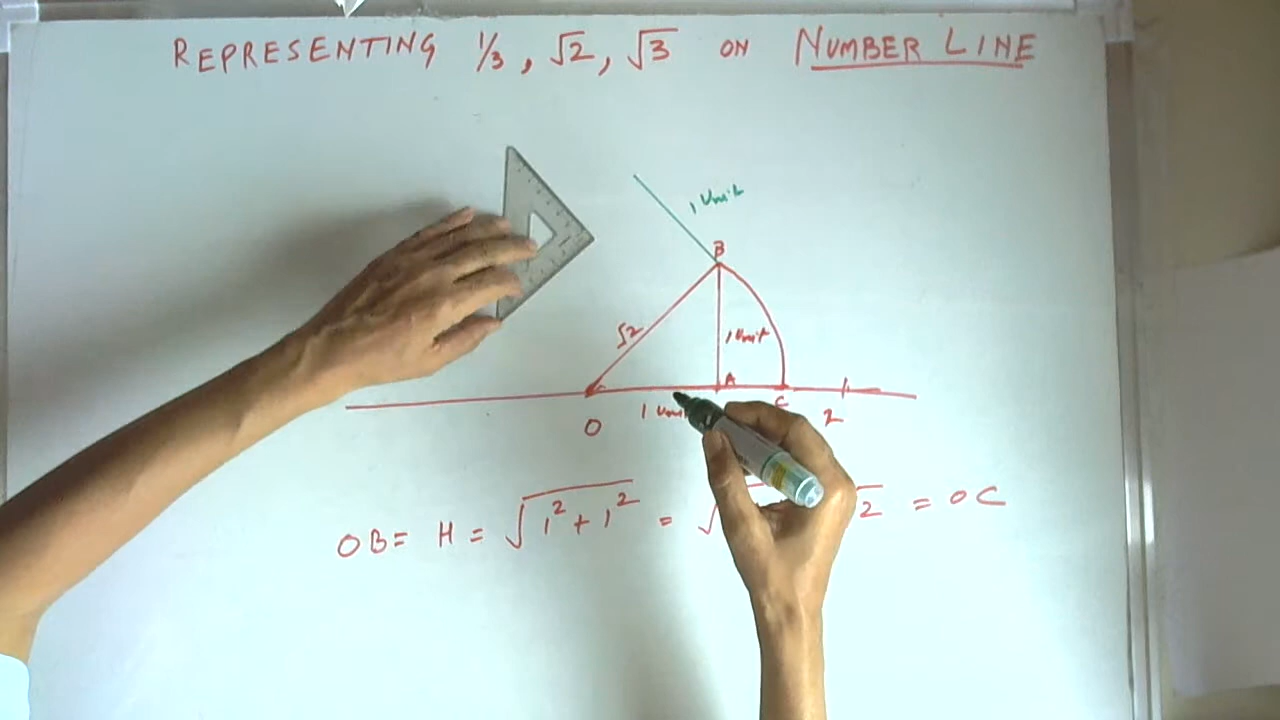 REPRESENTING 1/3, √2, √3 ON NUMBER LINE
1 Unit
B
√2
1 Unit
A
O
C
2
OB = H = √1² + 1² = √ 2 = OC